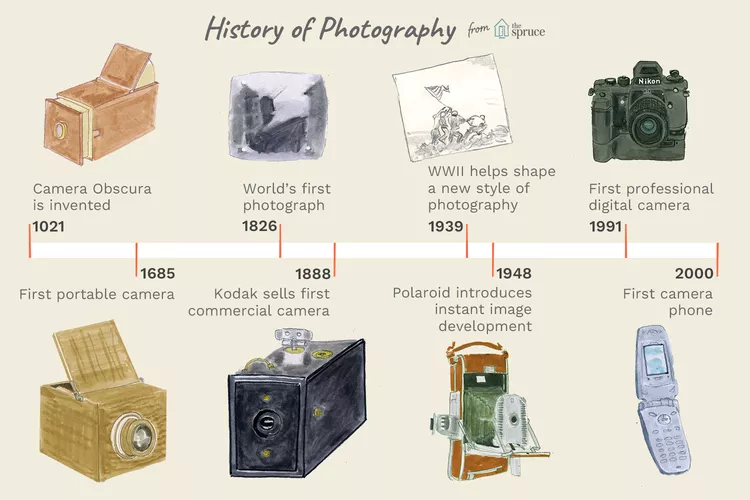 History of Photography from the spruce
Nikon
Camera Obscura
is invented
1021
World's first
photograph
1826
WWII helps shape
a new style of
photography
1939
First professional
digital camera
1991
1685
First portable camera
1888
Kodak sells first
commercial camera
1948
Polaroid introduces
instant image
development
2000
First camera
phone